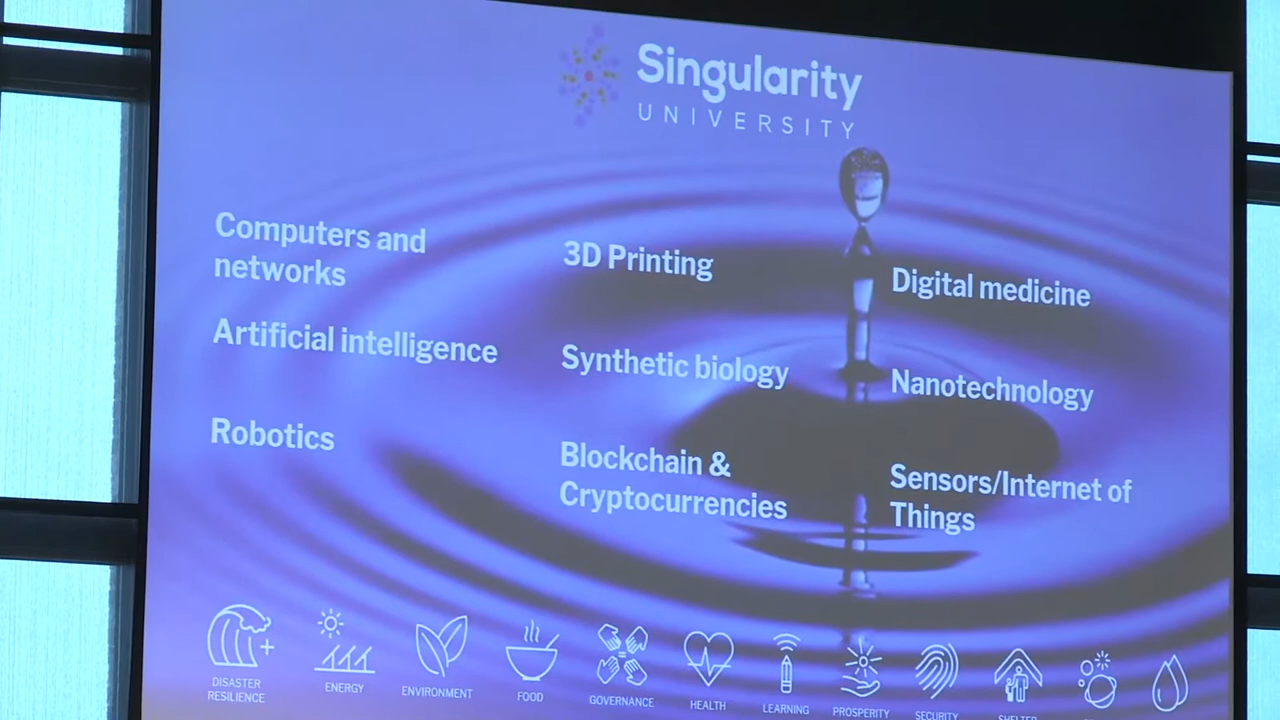 Singularity
UNIVERSITY
Computers and
networks
Artificial intelligence
Robotics
3D Printing
Synthetic biology
Blockchain &
Cryptocurrencies
Digital medicine
Nanotechnology
Sensors/Internet of
Things
DISASTER
RESILIENCE
ENERGY
ENVIRONMENT
FOOD
GOVERNANCE
HEALTH
LEARNING
PROSPERITY
SECURITY
SHELTER